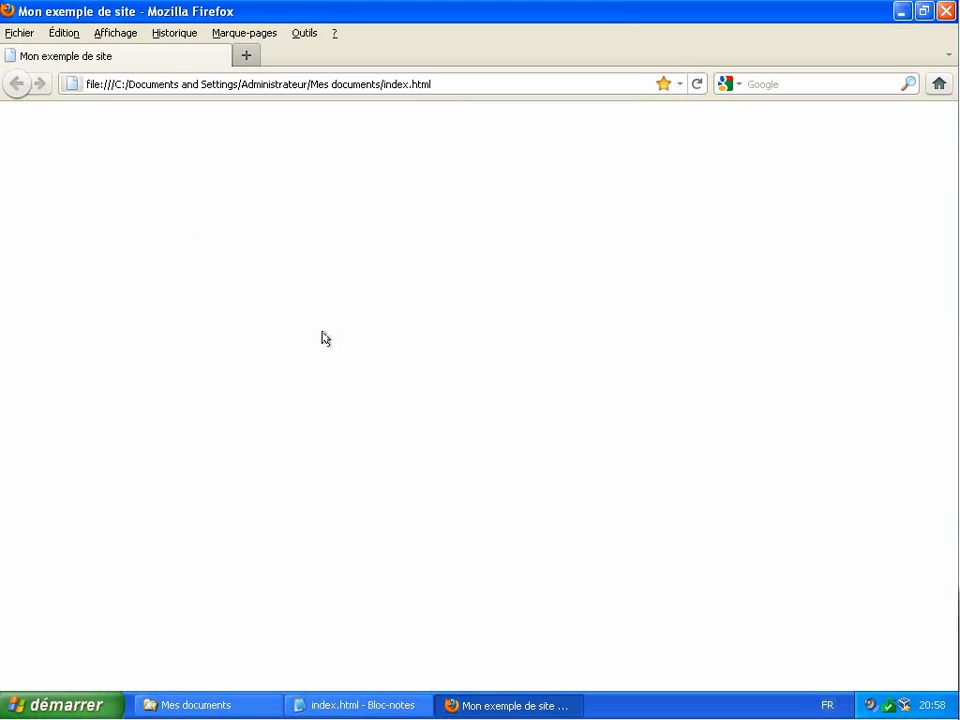 Mon exemple de site - Mozilla Firefox
Fichier Édition Affichage Historique Marque-pages Outils ?
Mon exemple de site
file:///C:/Documents and Settings/Administrateur/Mes documents/index.html
Google
démarrer
Mes documents
index.html - Bloc-notes
Mon exemple de site ...
FR
20:58